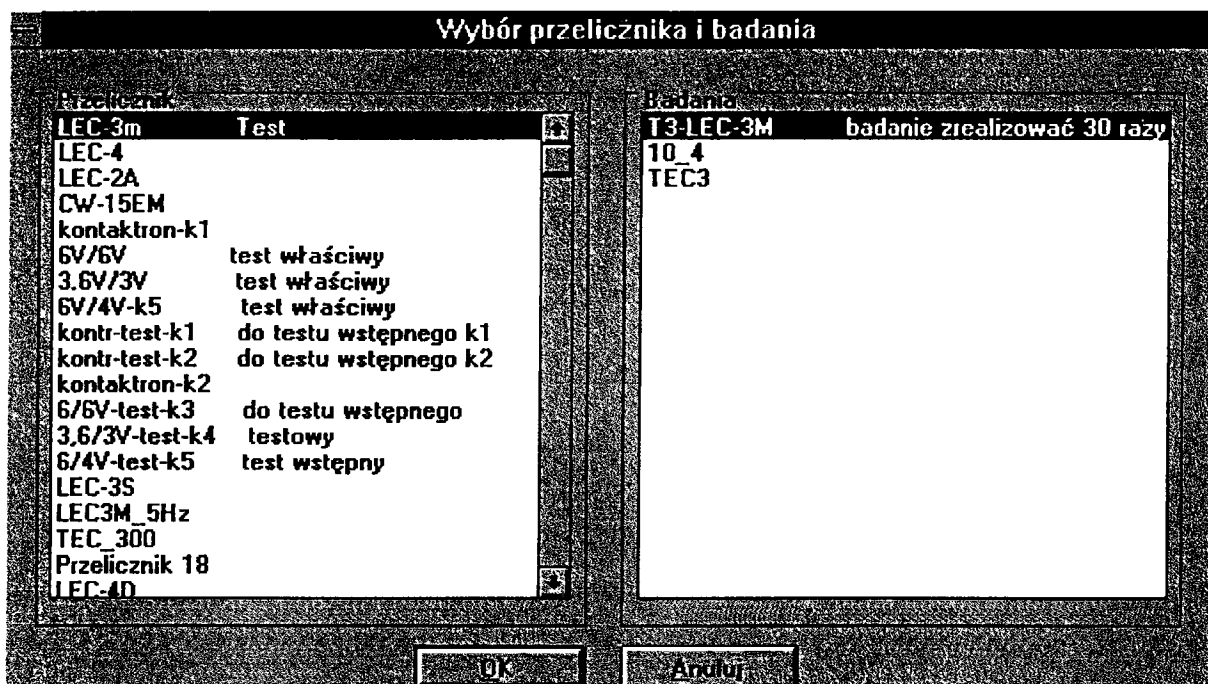 Wybór przelicznika i badania
Przelicznik
LEC-3m Test
LEC-4
LEC-2A
CW-15EM
kontaktron-k1
6V/6V test właściwy
3.6V/3V test właściwy
6V/4V-k5 test właściwy
kontr-test-k1 do testu wstępnego k1
kontr-test-k2 do testu wstępnego k2
kontaktron-k2
6/6V-test-k3 do testu wstępnego
3,6/3V-test-k4 testowy
6/4V-test-k5 test wstępny
LEC-3S
LEC3M_5Hz
TEC_300
Przelicznik 18
LEC-4D
Badania
T3-LEC-3M badanie zrealizować 30 razy
10_4
TEC3
OK
Anuluj